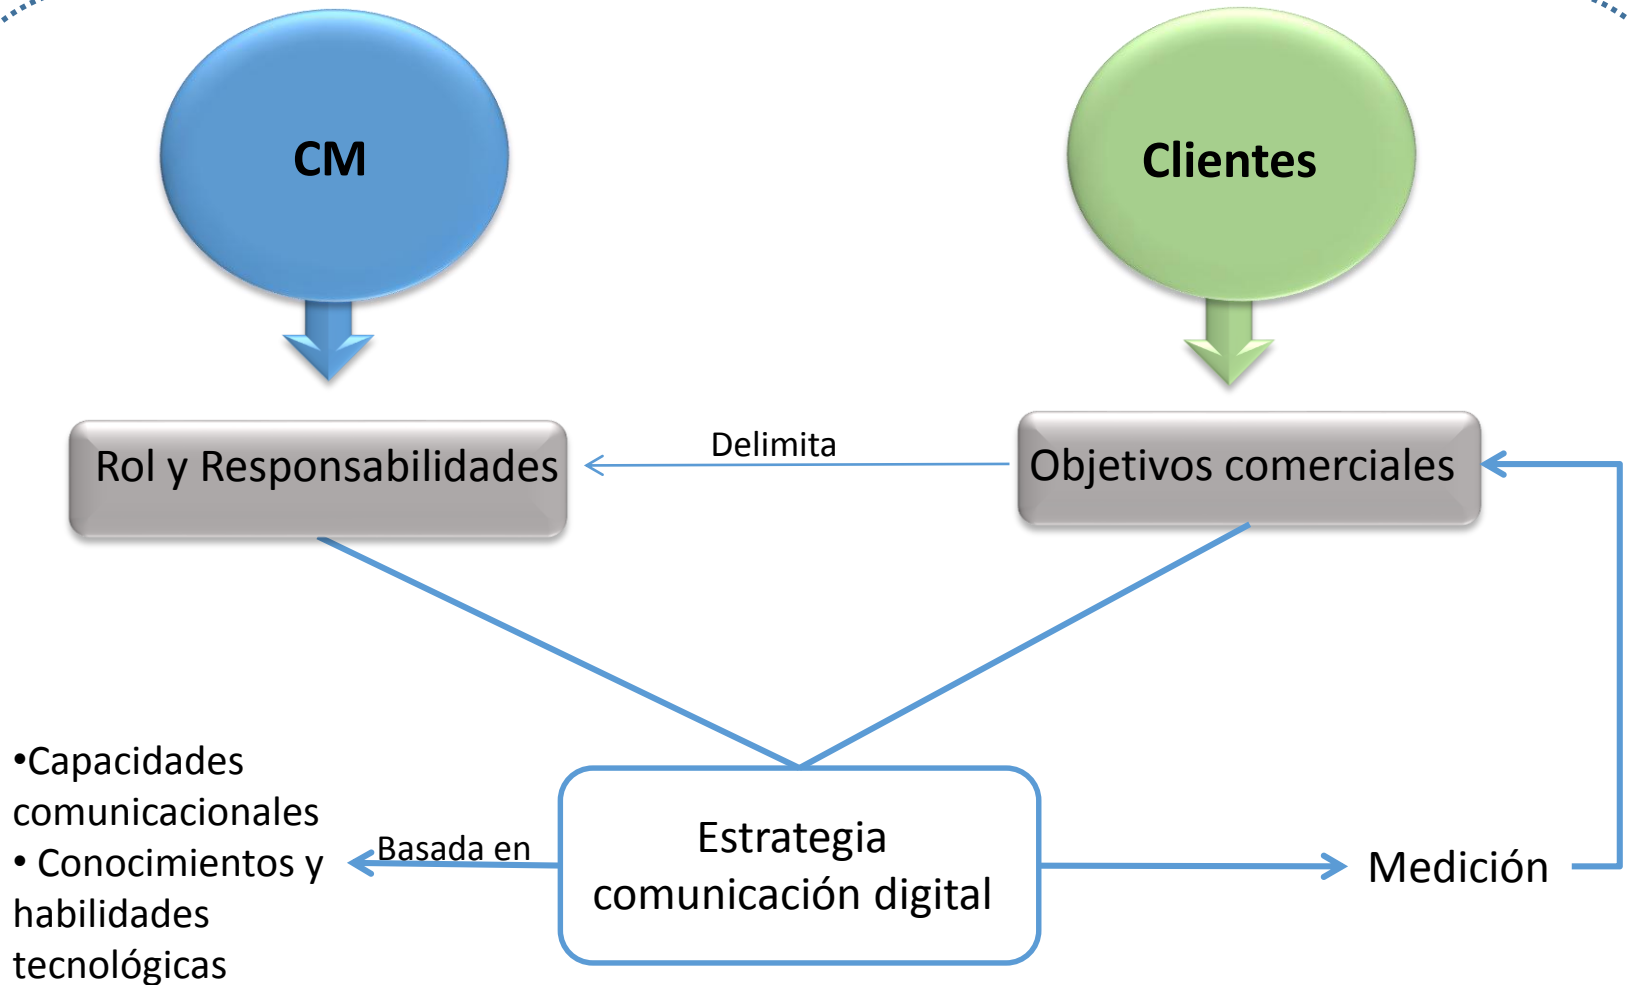 CM
Clientes
Rol y Responsabilidades
Delimita
Objetivos comerciales
•Capacidades
comunicacionales
• Conocimientos y
habilidades
tecnológicas
Basada en
Estrategia
comunicación digital
Medición